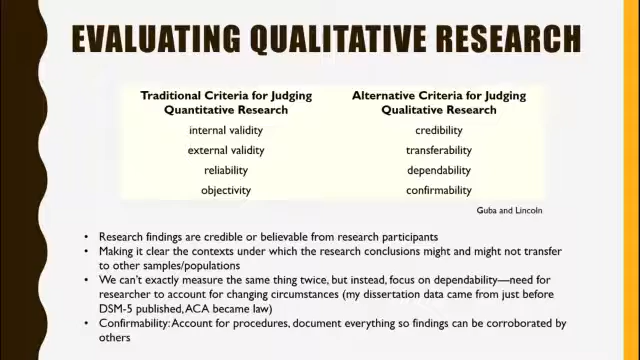 EVALUATING QUALITATIVE RESEARCH
Traditional Criteria for Judging Alternative Criteria for Judging
Quantitative Research Qualitative Research
internal validity credibility
external validity transferability
reliability dependability
objectivity confirmability
Guba and Lincoln
• Research findings are credible or believable from research participants
• Making it clear the contexts under which the research conclusions might and might not transfer
to other samples/populations
• We can't exactly measure the same thing twice, but instead, focus on dependability—need for
researcher to account for changing circumstances (my dissertation data came from just before
DSM-5 published, ACA became law)
• Confirmability: Account for procedures, document everything so findings can be corroborated by
others